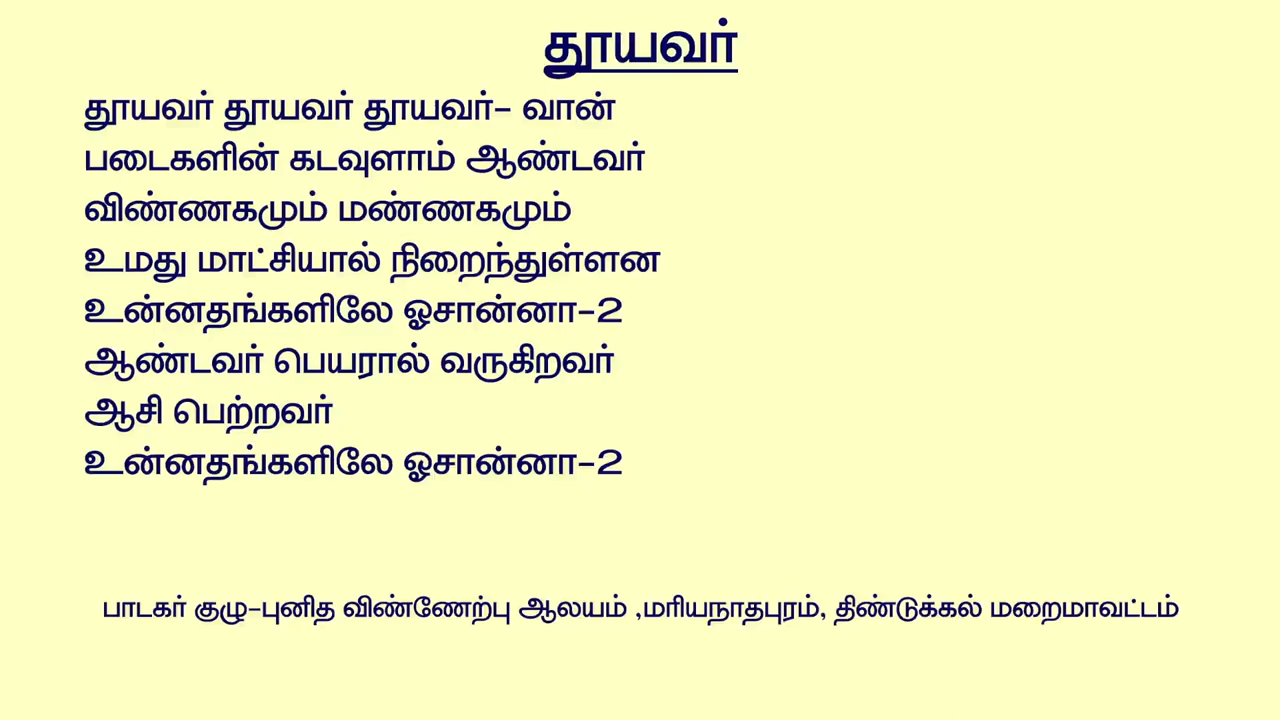 தூயவர்
தூயவர் தூயவர் தூயவர்- வான்
படைகளின் கடவுளாம் ஆண்டவர்
விண்ணகமும் மண்ணகமும்
உமது மாட்சியால் நிறைந்துள்ளன
உன்னதங்களிலே ஓசான்னா-2
ஆண்டவர் பெயரால் வருகிறவர்
ஆசி பெற்றவர்
உன்னதங்களிலே ஓசான்னா-2
பாடகர் குழு-புனித விண்ணேற்பு ஆலயம் ,மரியநாதபுரம், திண்டுக்கல் மறைமாவட்டம்